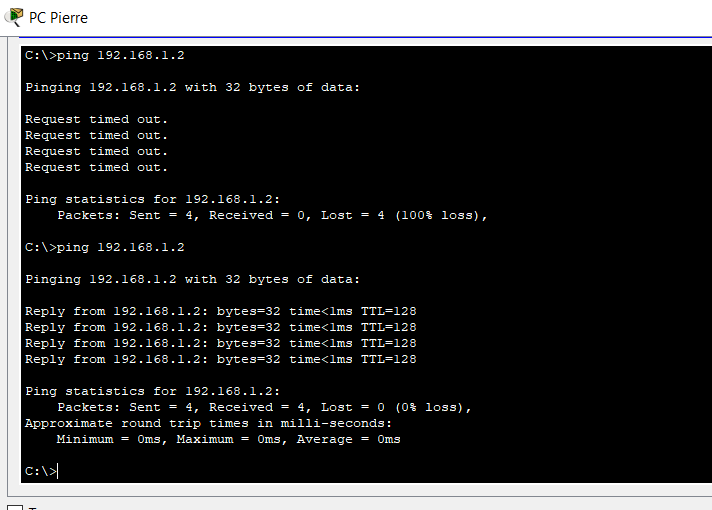 PC Pierre
C:\>ping 192.168.1.2
Pinging 192.168.1.2 with 32 bytes of data:
Request timed out.
Request timed out.
Request timed out.
Request timed out.
Ping statistics for 192.168.1.2:
Packets: Sent = 4, Received = 0, Lost = 4 (100% loss),
C:\>ping 192.168.1.2
Pinging 192.168.1.2 with 32 bytes of data:
Reply from 192.168.1.2: bytes=32 time<1ms TTL=128
Reply from 192.168.1.2: bytes=32 time<1ms TTL=128
Reply from 192.168.1.2: bytes=32 time<1ms TTL=128
Reply from 192.168.1.2: bytes=32 time<1ms TTL=128
Ping statistics for 192.168.1.2:
Packets: Sent = 4, Received = 4, Lost = 0 (0% loss),
Approximate round trip times in milli-seconds:
Minimum = 0ms, Maximum = 0ms, Average = 0ms
C:\>